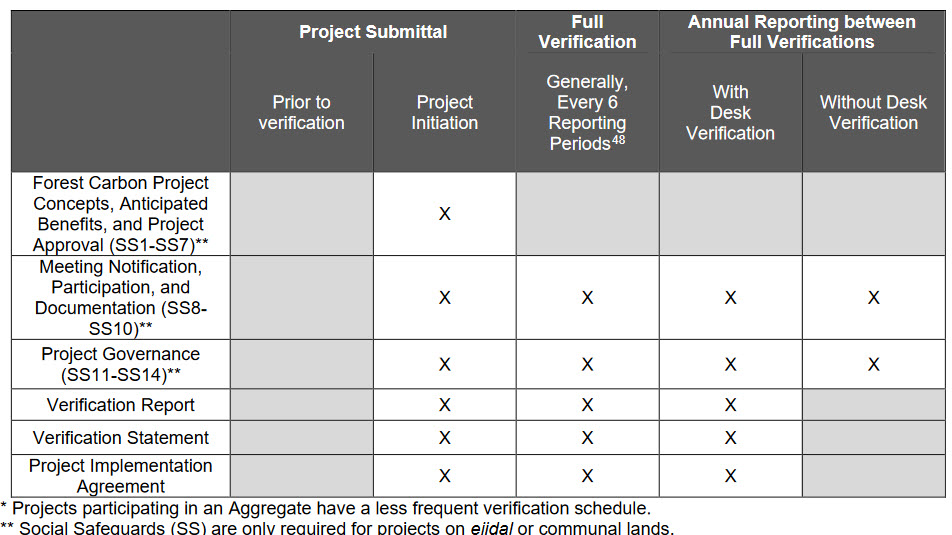 Project Submittal
Full
Verification
Annual Reporting between
Full Verifications
Prior to
verification
Project
Initiation
Generally,
Every 6
Reporting
Periods48
With
Desk
Verification
Without Desk
Verification
Forest Carbon Project
Concepts, Anticipated
Benefits, and Project
Approval (SS1-SS7)**
X
Meeting Notification,
Participation, and
Documentation (SS8-
SS10)**
X X X X
Project Governance
(SS11-SS14)**
X X X X
Verification Report
X X X
Verification Statement
X X X
Project Implementation
Agreement
X X X
* Projects participating in an Aggregate have a less frequent verification schedule.
** Social Safeguards (SS) are only required for projects on ejidal or communal lands.